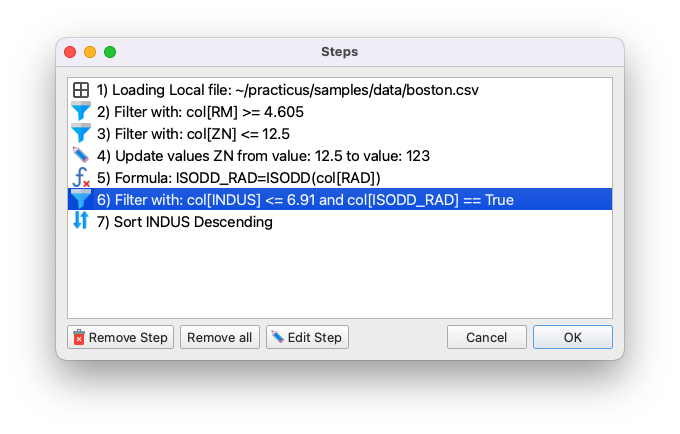 Steps
1) Loading Local file: ~/practicus/samples/data/boston.csv
2) Filter with: col[RM] >= 4.605
3) Filter with: col[ZN] <= 12.5
4) Update values ZN from value: 12.5 to value: 123
5) Formula: ISODD_RAD=ISODD(col[RAD])
6) Filter with: col[INDUS] <= 6.91 and col[ISODD_RAD] == True
7) Sort INDUS Descending
Remove Step Remove all Edit Step Cancel OK